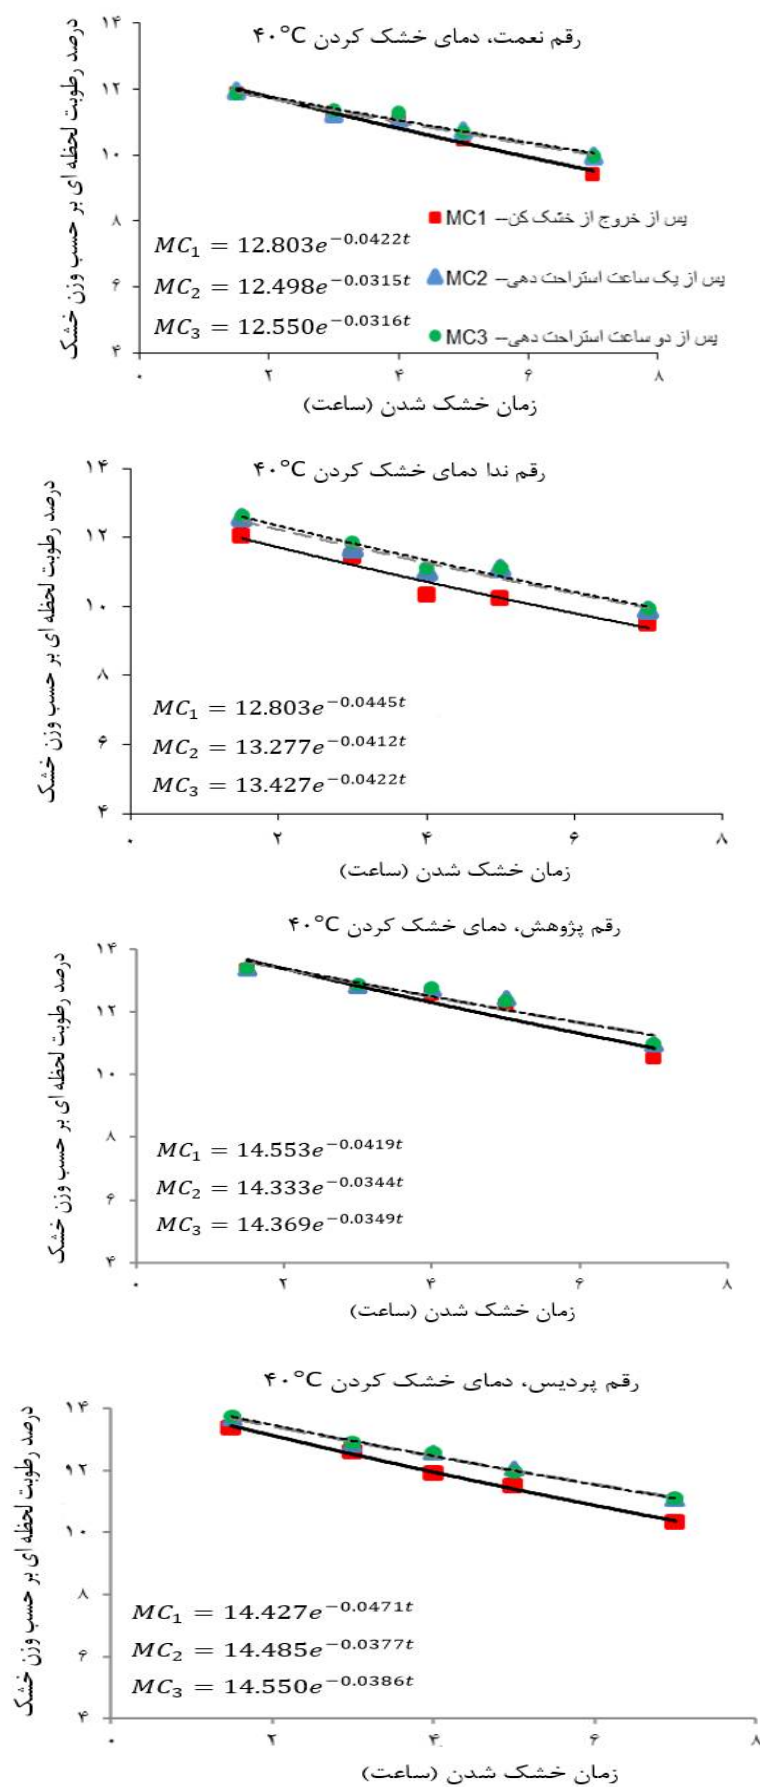 رقم نعمت، دمای خشک کردن ۴۰°C
درصد رطوبت لحظه ای بر حسب وزن خشک
۱۴
۱۲
۱۰
۸
۶
۴
MC1 -- پس از خروج از خشک کن
MC2 -- پس از یک ساعت استراحت دهی
MC3 -- پس از دو ساعت استراحت دهی
MC₁ = 12.803e^{-0.0422t}
MC₂ = 12.498e^{-0.0315t}
MC₃ = 12.550e^{-0.0316t}
۰ ۲ ۴ ۶ ۸
زمان خشک شدن (ساعت)
رقم ندا دمای خشک کردن ۴۰°C
درصد رطوبت لحظه ای بر حسب وزن خشک
۱۴
۱۲
۱۰
۸
۶
۴
MC₁ = 12.803e^{-0.0445t}
MC₂ = 13.277e^{-0.0412t}
MC₃ = 13.427e^{-0.0422t}
۰ ۲ ۴ ۶ ۸
زمان خشک شدن (ساعت)
رقم پژوهش، دمای خشک کردن ۴۰°C
درصد رطوبت لحظه ای بر حسب وزن خشک
۱۴
۱۲
۱۰
۸
۶
۴
MC₁ = 14.553e^{-0.0419t}
MC₂ = 14.333e^{-0.0344t}
MC₃ = 14.369e^{-0.0349t}
۰ ۲ ۴ ۶ ۸
زمان خشک شدن (ساعت)
رقم پردیس، دمای خشک کردن ۴۰°C
درصد رطوبت لحظه ای بر حسب وزن خشک
۱۴
۱۲
۱۰
۸
۶
۴
MC₁ = 14.427e^{-0.0471t}
MC₂ = 14.485e^{-0.0377t}
MC₃ = 14.550e^{-0.0386t}
۰ ۲ ۴ ۶ ۸
زمان خشک شدن (ساعت)